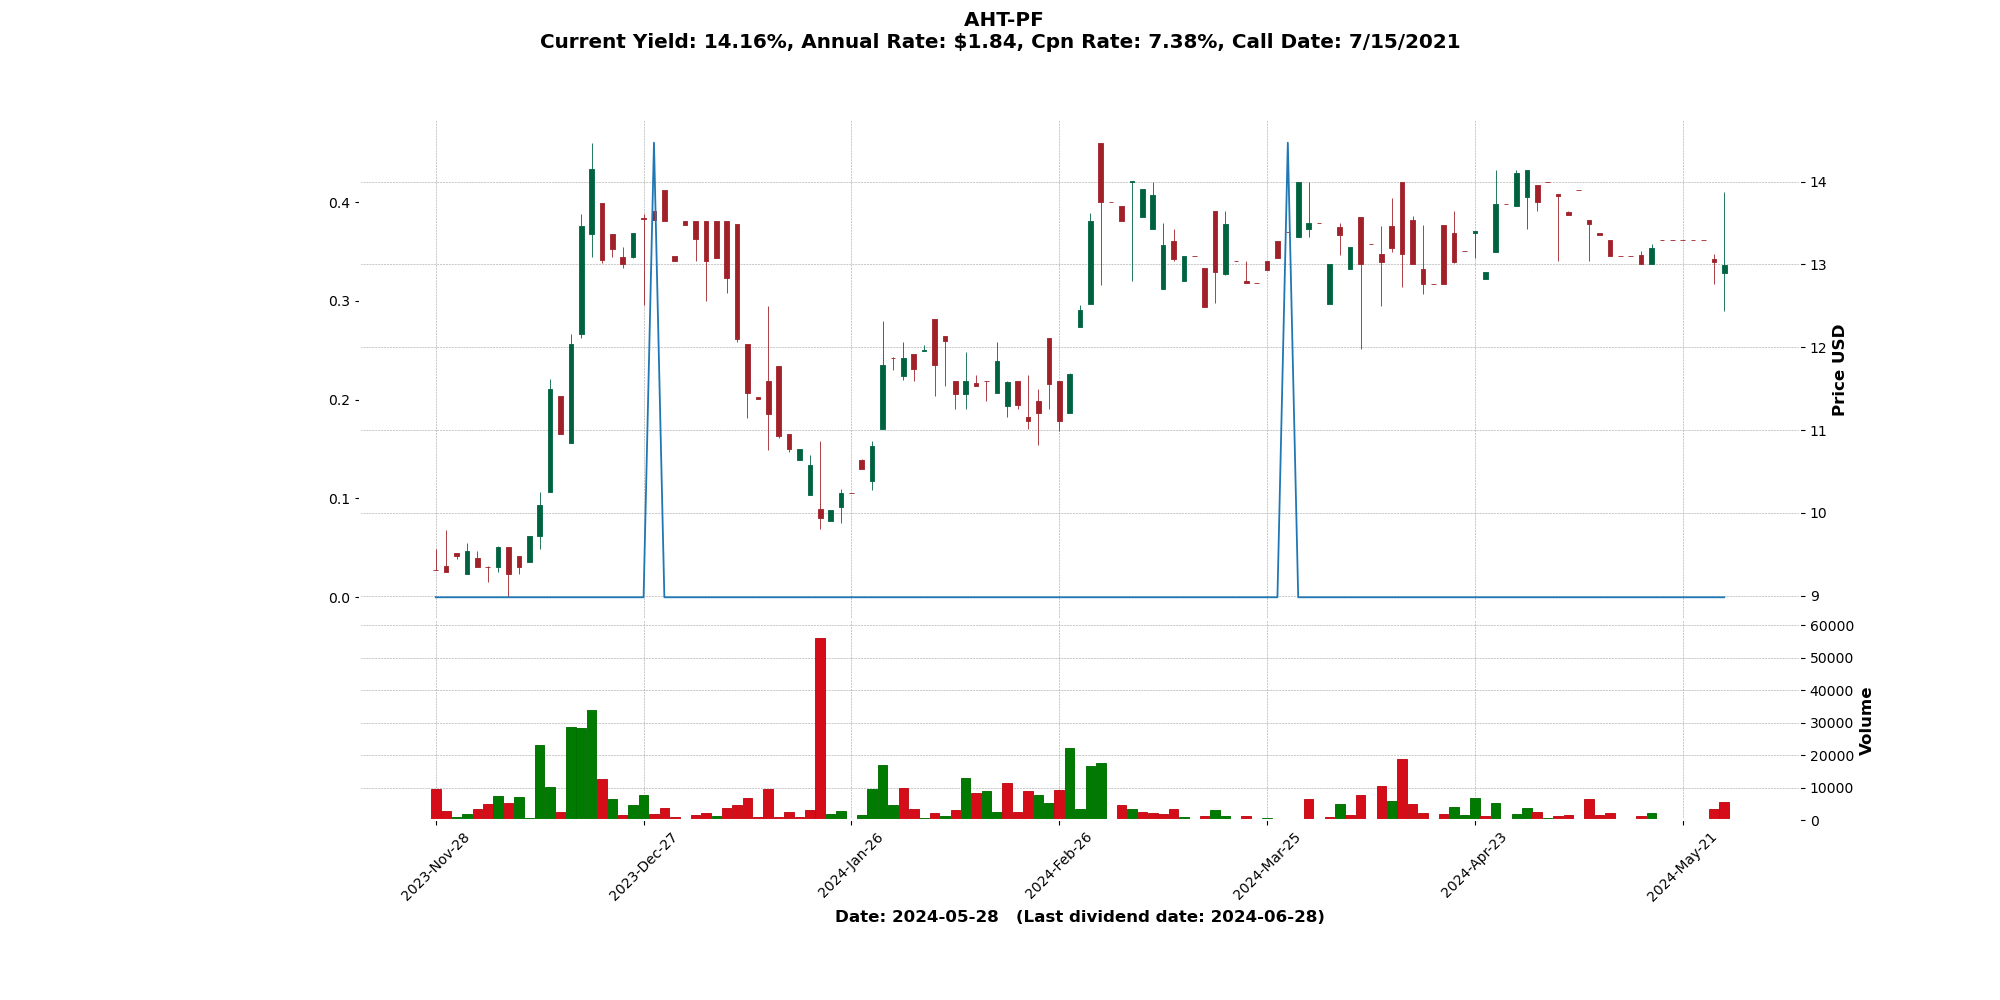 AHT-PF
Current Yield: 14.16%, Annual Rate: $1.84, Cpn Rate: 7.38%, Call Date: 7/15/2021
0.4
0.3
0.2
0.1
0.0
14
13
12
11
10
9
Price USD
60000
50000
40000
30000
20000
10000
0
Volume
2023-Nov-28
2023-Dec-27
2024-Jan-26
2024-Feb-26
2024-Mar-25
2024-Apr-23
2024-May-21
Date: 2024-05-28   (Last dividend date: 2024-06-28)